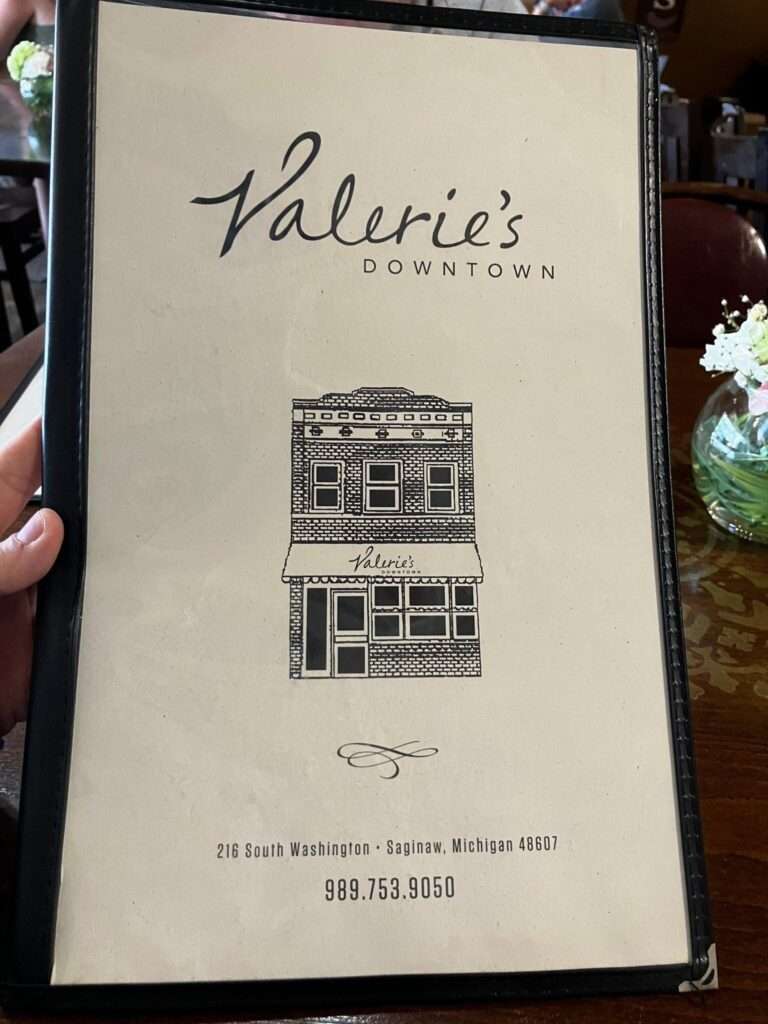 Valerie's
DOWNTOWN
Valerie's
DOWNTOWN
216 South Washington • Saginaw, Michigan 48607
989.753.9050